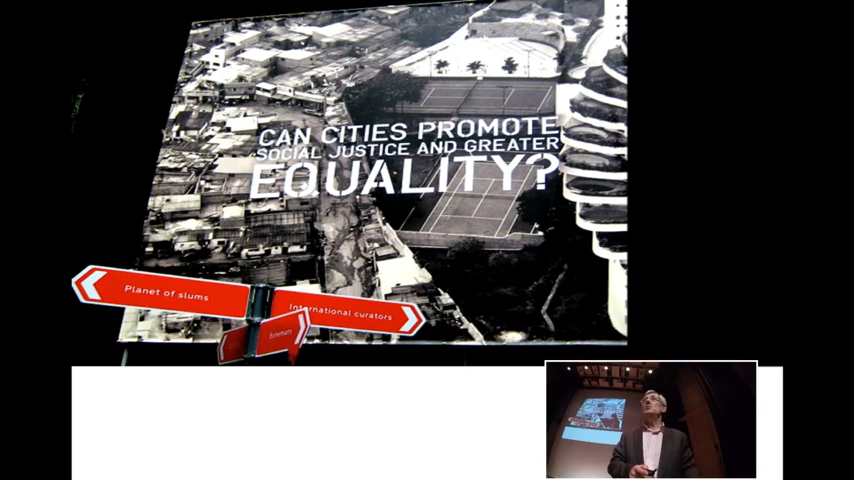 CAN CITIES PROMOTE
SOCIAL JUSTICE AND GREATER
EQUALITY?
Planet of slums
International curators